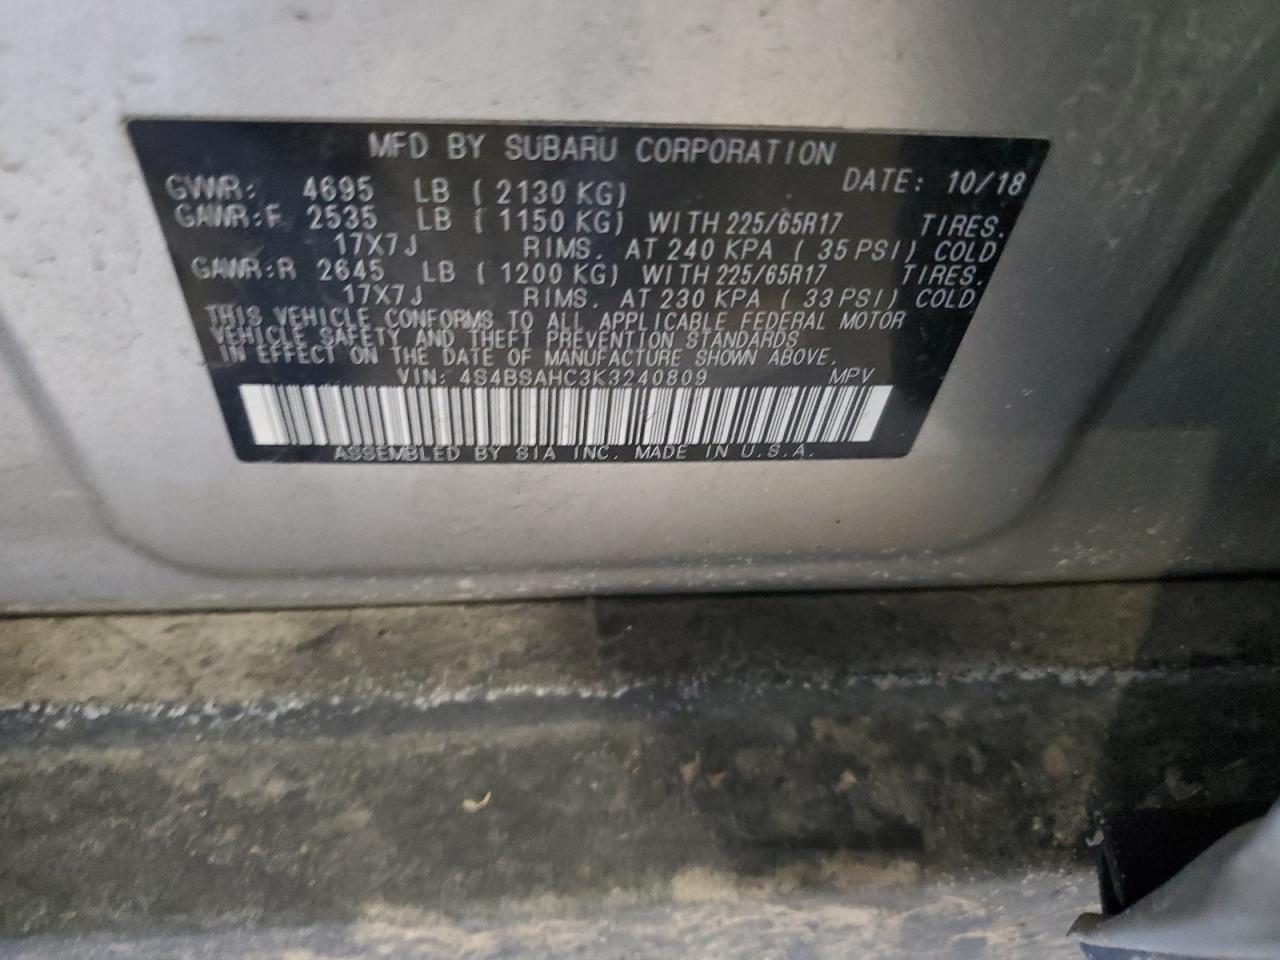 MFD BY SUBARU CORPORATION
GVWR: 4695 LB ( 2130 KG) DATE: 10/18
GAWR:F 2535 LB ( 1150 KG) WITH 225/65R17 TIRES.
17X7J RIMS. AT 240 KPA ( 35 PSI) COLD
GAWR:R 2645 LB ( 1200 KG) WITH 225/65R17 TIRES.
17X7J RIMS. AT 230 KPA ( 33 PSI) COLD
THIS VEHICLE CONFORMS TO ALL APPLICABLE FEDERAL MOTOR
VEHICLE SAFETY AND THEFT PREVENTION STANDARDS
IN EFFECT ON THE DATE OF MANUFACTURE SHOWN ABOVE.
VIN: 4S4BSAHC3K3240809 MPV
ASSEMBLED BY SIA INC. MADE IN U.S.A.